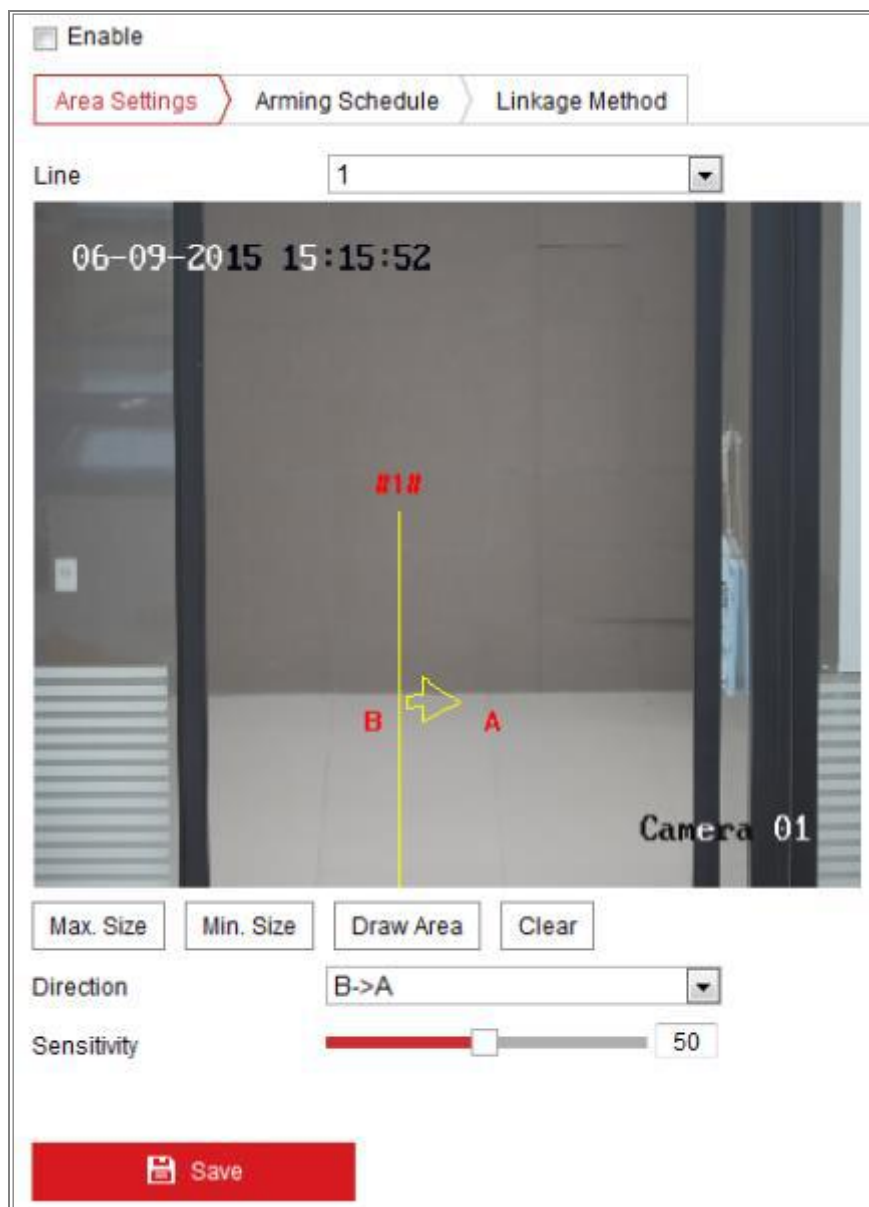 Enable
Area Settings Arming Schedule Linkage Method
Line 1
06-09-2015 15:15:52
#1#
B A
Camera 01
Max. Size Min. Size Draw Area Clear
Direction B->A
Sensitivity 50
Save